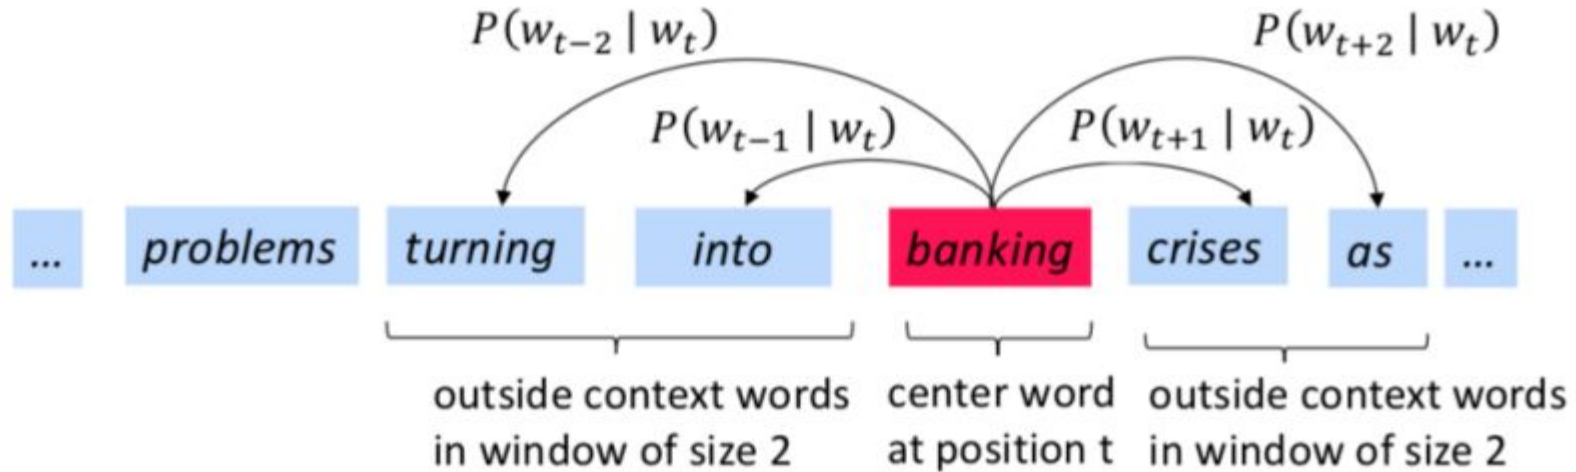 P(w_{t-2} | w_t) P(w_{t+2} | w_t)
P(w_{t-1} | w_t) P(w_{t+1} | w_t)
... problems turning into banking crises as ...
outside context words center word outside context words
in window of size 2 at position t in window of size 2